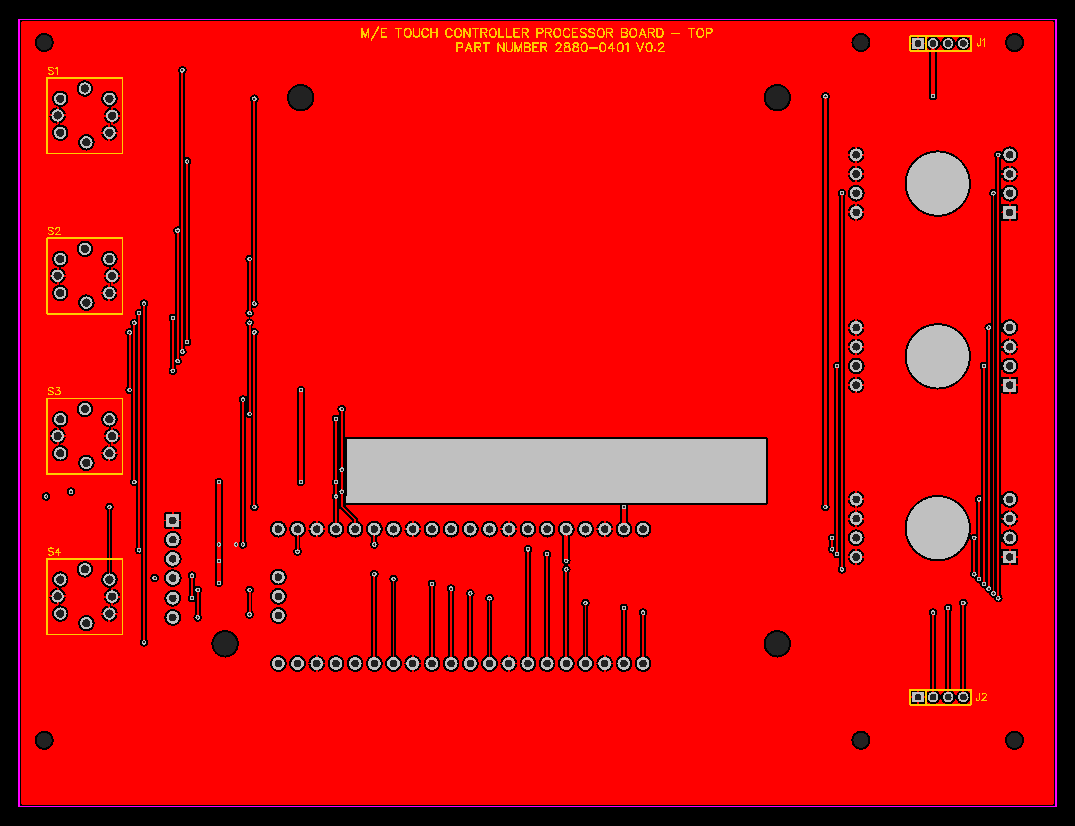 M/E TOUCH CONTROLLER PROCESSOR BOARD - TOP
PART NUMBER 2880-0401 V0.2
J1
S1
S2
S3
S4
J2